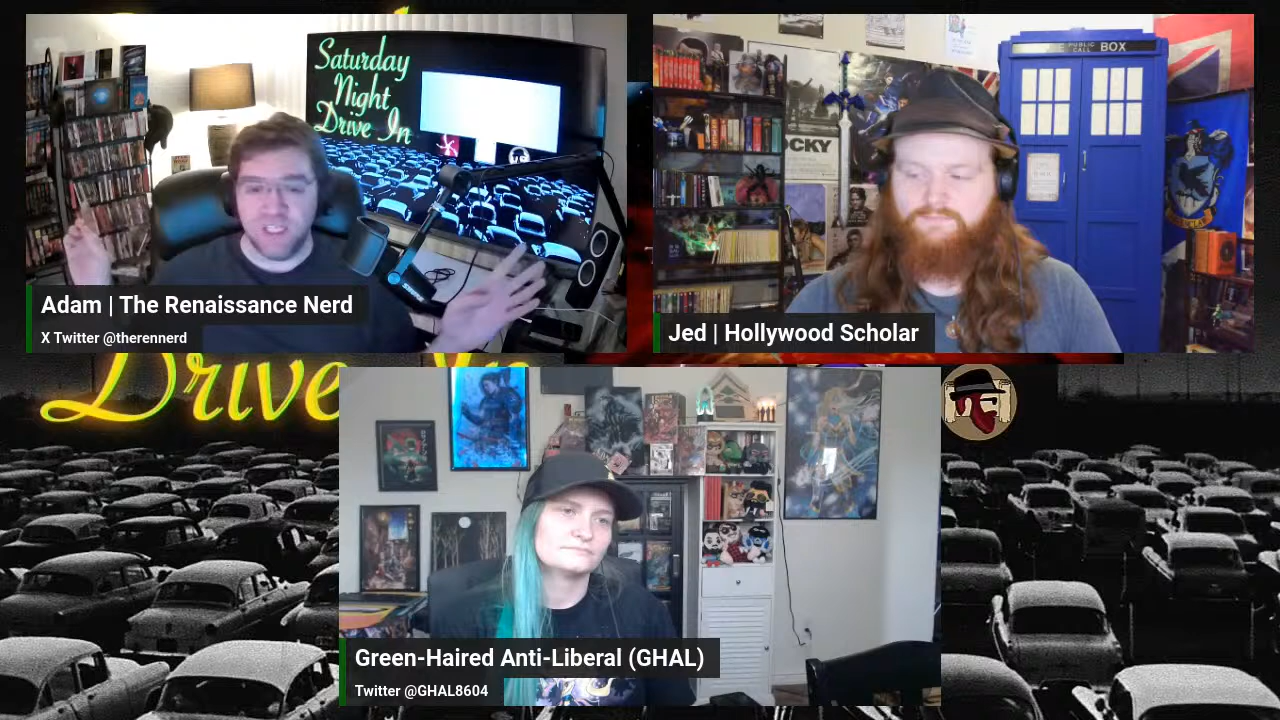 Saturday
Night
Drive In
PUBLIC
CALL
BOX
OCKY
Adam | The Renaissance Nerd
X Twitter @therennerd
Jed | Hollywood Scholar
Drive In
Green-Haired Anti-Liberal (GHAL)
Twitter @GHAL8604